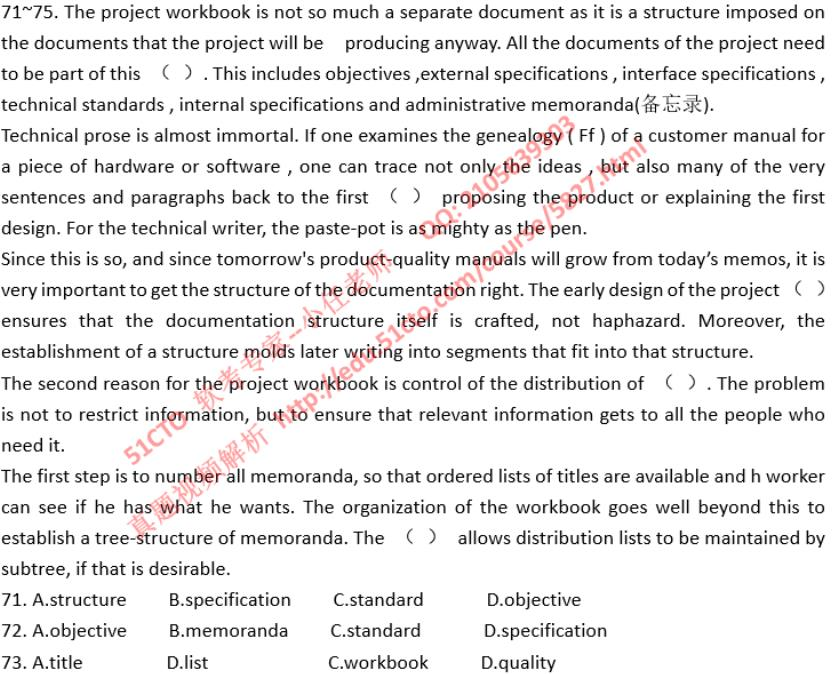 71~75. The project workbook is not so much a separate document as it is a structure imposed on
the documents that the project will be producing anyway. All the documents of the project need
to be part of this （ ）. This includes objectives ,external specifications , interface specifications ,
technical standards , internal specifications and administrative memoranda(备忘录).
Technical prose is almost immortal. If one examines the genealogy ( Ff ) of a customer manual for
a piece of hardware or software , one can trace not only the ideas , but also many of the very
sentences and paragraphs back to the first （ ） proposing the product or explaining the first
design. For the technical writer, the paste-pot is as mighty as the pen.
Since this is so, and since tomorrow's product-quality manuals will grow from today’s memos, it is
very important to get the structure of the documentation right. The early design of the project （ ）
ensures that the documentation structure itself is crafted, not haphazard. Moreover, the
establishment of a structure molds later writing into segments that fit into that structure.
The second reason for the project workbook is control of the distribution of （ ）. The problem
is not to restrict information, but to ensure that relevant information gets to all the people who
need it.
The first step is to number all memoranda, so that ordered lists of titles are available and h worker
can see if he has what he wants. The organization of the workbook goes well beyond this to
establish a tree-structure of memoranda. The （ ） allows distribution lists to be maintained by
subtree, if that is desirable.
71. A.structure B.specification C.standard D.objective
72. A.objective B.memoranda C.standard D.specification
73. A.title D.list C.workbook D.quality
51CTO 软考专家--小任老师 QQ: 2105639303
真题视频解析 http://edu.51cto.com/course/5827.html